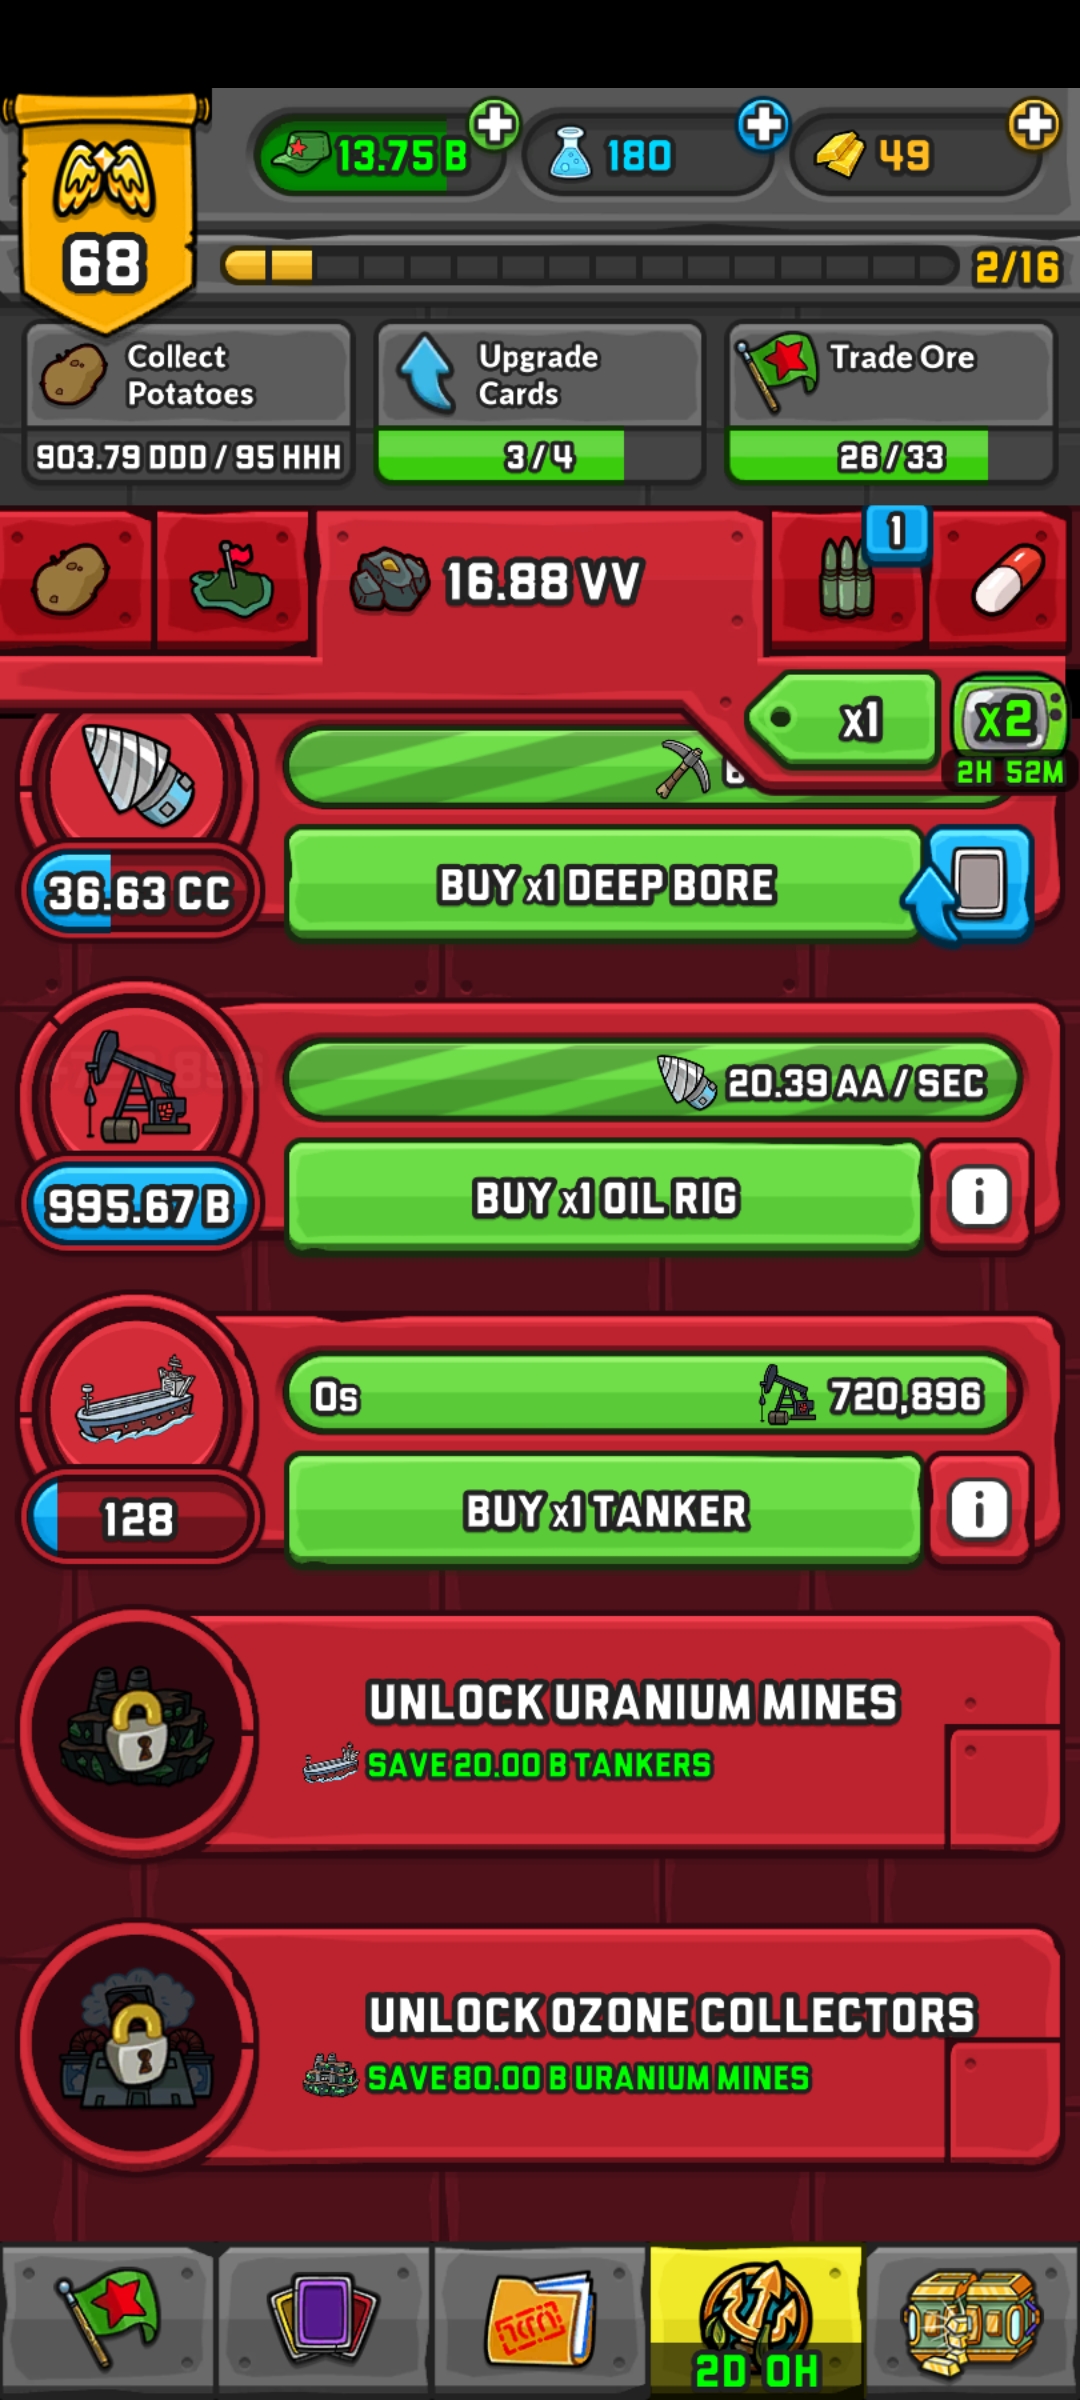 13.75 B
180
49
68
2/16
Collect
Potatoes
Upgrade
Cards
Trade Ore
903.79 DDD / 95 HHH
3/4
26/33
16.88 VV
1
x1
x2
2H 52M
36.63 CC
BUY x1 DEEP BORE
20.39 AA / SEC
995.67 B
BUY x1 OIL RIG
i
0s
720,896
128
BUY x1 TANKER
i
UNLOCK URANIUM MINES
SAVE 20.00 B TANKERS
UNLOCK OZONE COLLECTORS
SAVE 80.00 B URANIUM MINES
2D 0H